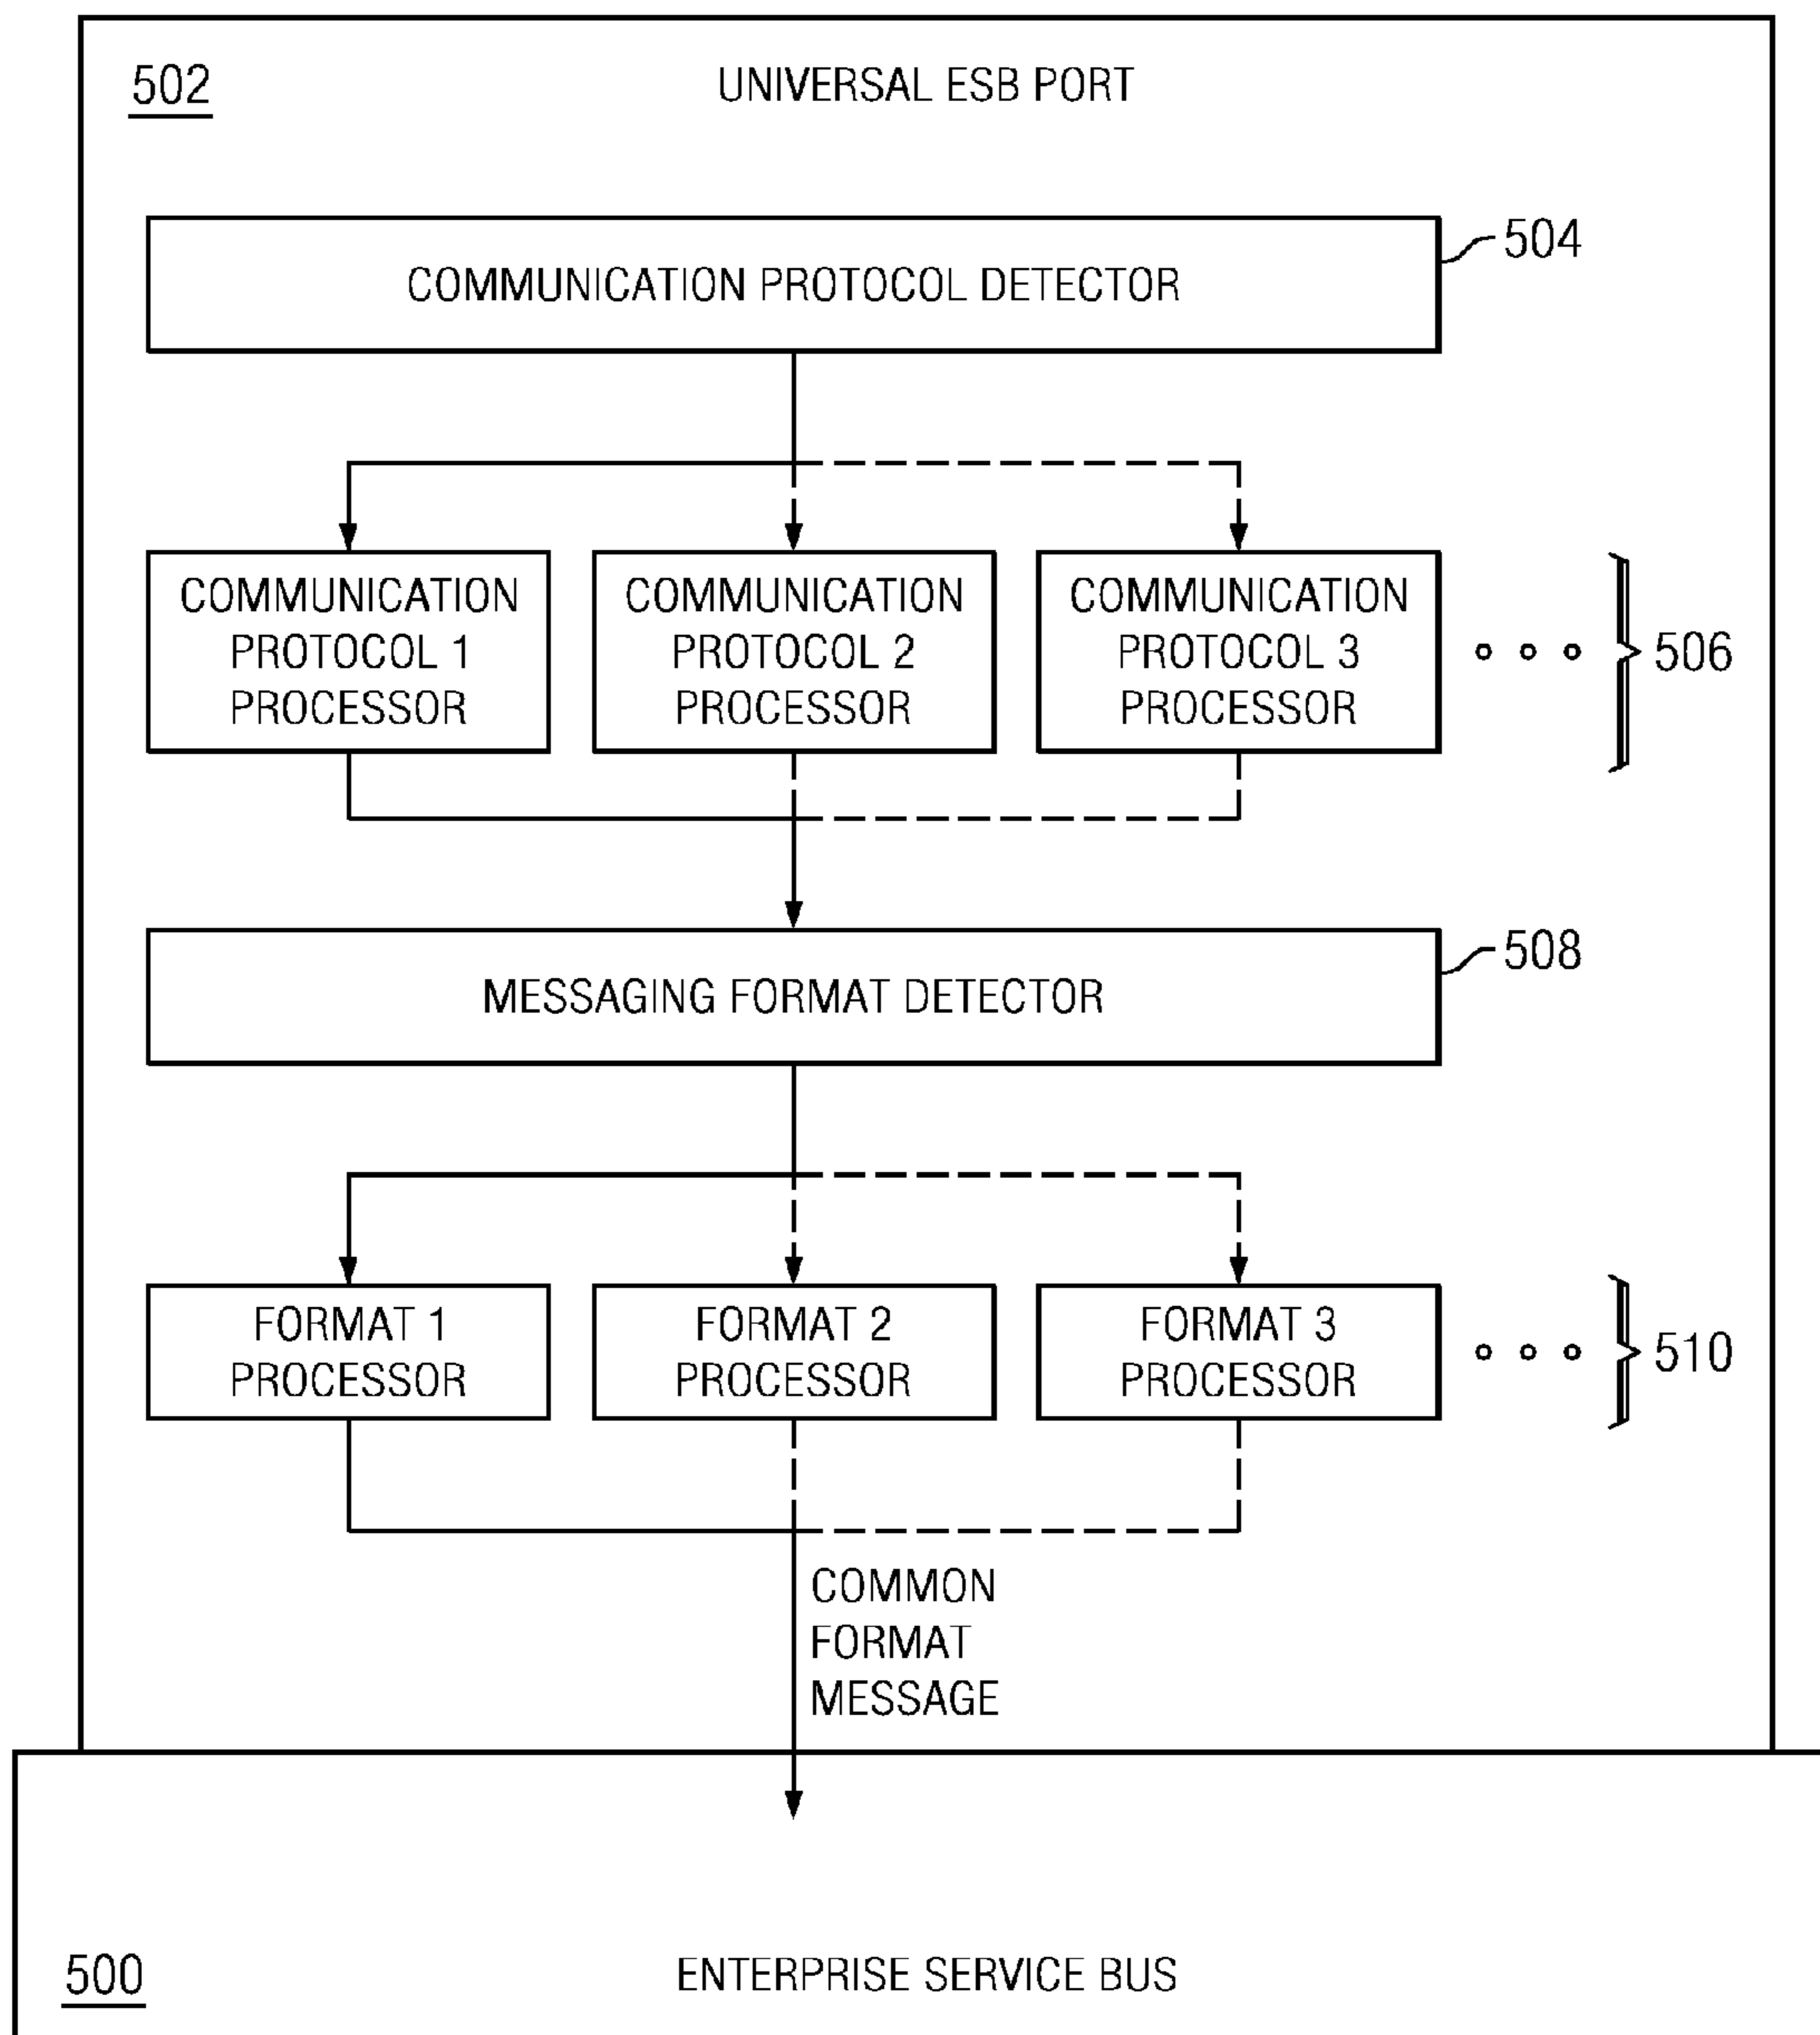 502
UNIVERSAL ESB PORT
504
COMMUNICATION PROTOCOL DETECTOR
COMMUNICATION
PROTOCOL 1
PROCESSOR
COMMUNICATION
PROTOCOL 2
PROCESSOR
COMMUNICATION
PROTOCOL 3
PROCESSOR
506
508
MESSAGING FORMAT DETECTOR
FORMAT 1
PROCESSOR
FORMAT 2
PROCESSOR
FORMAT 3
PROCESSOR
510
COMMON
FORMAT
MESSAGE
500
ENTERPRISE SERVICE BUS